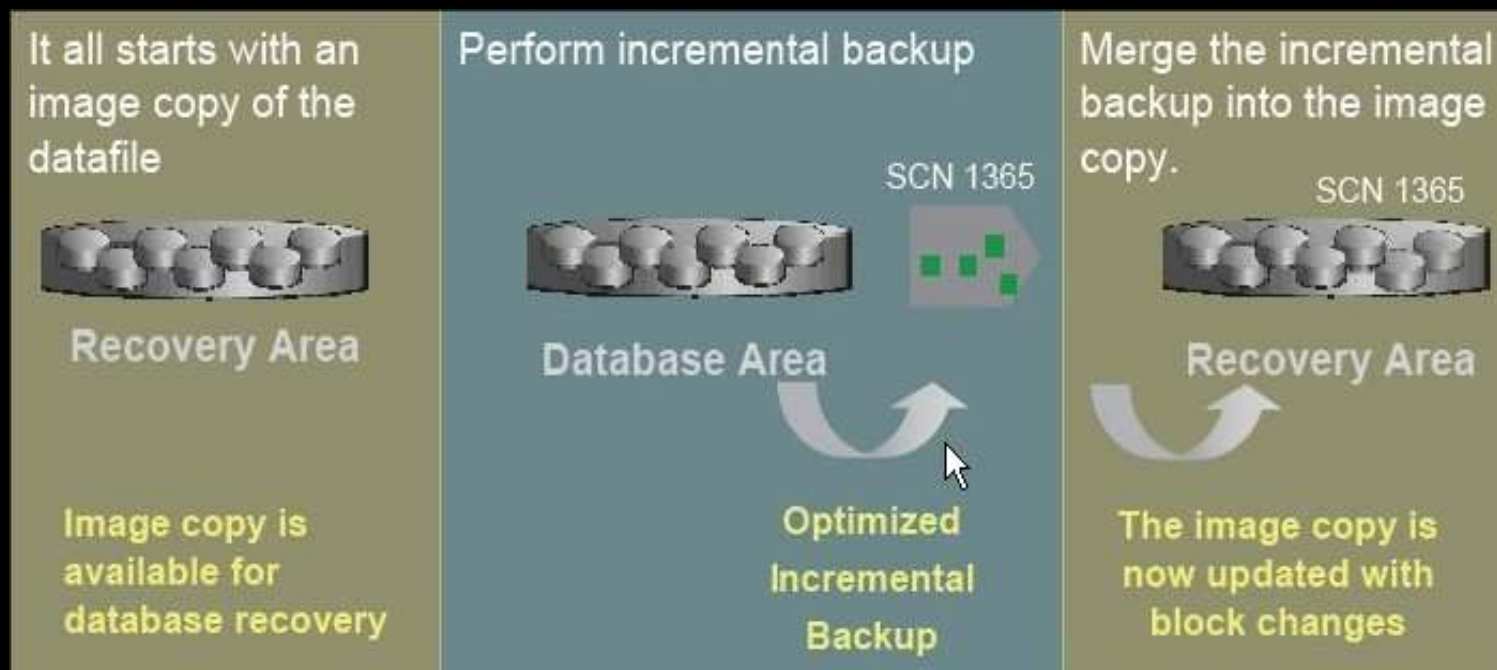 It all starts with an
image copy of the
datafile
Recovery Area
Image copy is
available for
database recovery
Perform incremental backup
SCN 1365
Database Area
Optimized
Incremental
Backup
Merge the incremental
backup into the image
copy.
SCN 1365
Recovery Area
The image copy is
now updated with
block changes